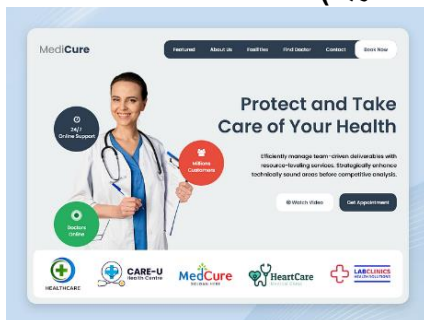 MediCure
Featured
About Us
Facilities
Find Doctor
Contact
Book Now
Protect and Take
Care of Your Health
Efficiently manage team-driven deliverables with
resource-leveling services. Strategically enhance
technically sound areas before competitive analysis.
Watch Video
Get Appointment
24/7
Online Support
Millions
Customers
Doctors
Online
HEALTHCARE
CARE-U
Health Centre
MedCure
HeartCare
LABCLINICS